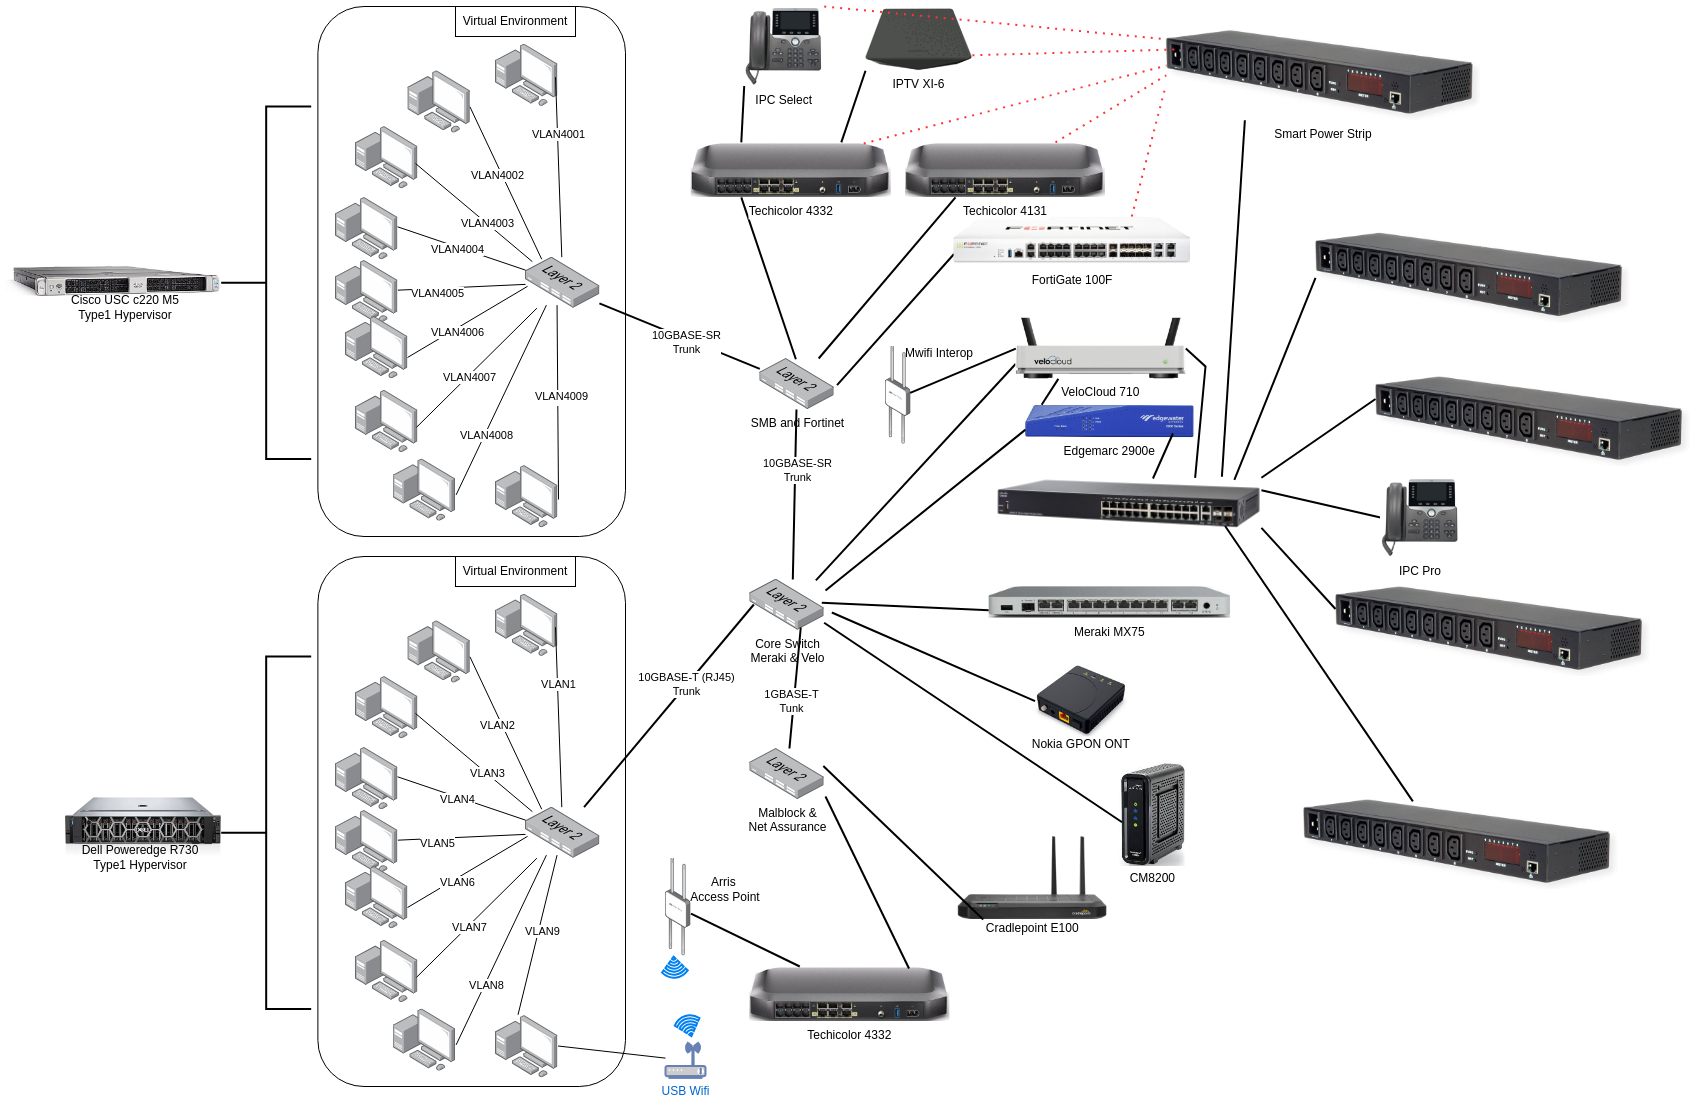 Virtual Environment
VLAN4001
VLAN4002
VLAN4003
VLAN4004
VLAN4005
VLAN4006
VLAN4007
VLAN4008
VLAN4009
Layer 2
Cisco USC c220 M5
Type1 Hypervisor
10GBASE-SR
Trunk
IPC Select
IPTV XI-6
Smart Power Strip
Techicolor 4332
Techicolor 4131
FORTINET
FORTINET
FortiGate 100F
Layer 2
SMB and Fortinet
Mwifi Interop
velocloud
VeloCloud 710
edgewater
Edgemarc 2900e
10GBASE-SR
Trunk
IPC Pro
Layer 2
Core Switch
Meraki & Velo
Meraki MX75
Nokia GPON ONT
CM8200
10GBASE-T (RJ45)
Trunk
1GBASE-T
Tunk
Layer 2
Malblock &
Net Assurance
Cradlepoint E100
Arris
Access Point
Techicolor 4332
USB Wifi
Virtual Environment
VLAN1
VLAN2
VLAN3
VLAN4
VLAN5
VLAN6
VLAN7
VLAN8
VLAN9
Layer 2
Dell Poweredge R730
Type1 Hypervisor